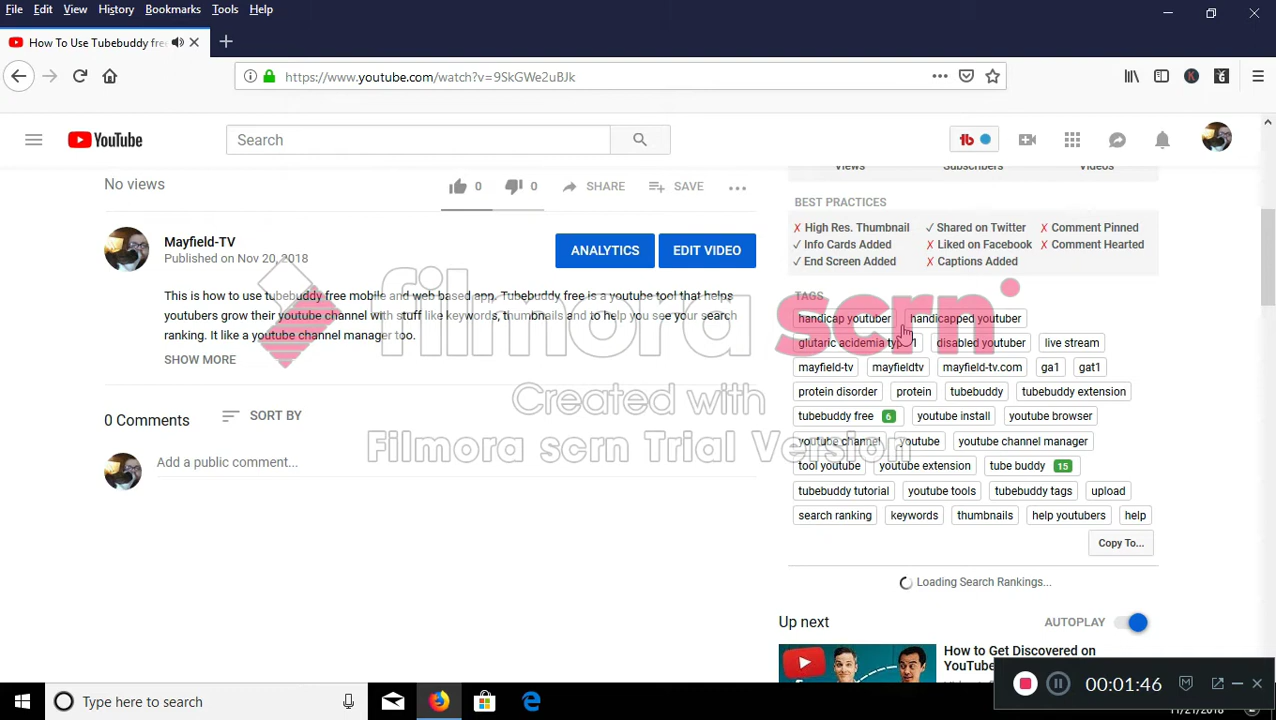 File Edit View History Bookmarks Tools Help
How To Use Tubebuddy fre
https://www.youtube.com/watch?v=9SkGWe2uBJk
YouTube
Search
tb
No views
0 0 SHARE SAVE
Mayfield-TV
Published on Nov 20, 2018
ANALYTICS
EDIT VIDEO
This is how to use tubebuddy free mobile and web based app. Tubebuddy free is a youtube tool that helps
youtubers grow their youtube channel with stuff like keywords, thumbnails and to help you see your search
ranking. It like a youtube channel manager too.
SHOW MORE
0 Comments SORT BY
Add a public comment...
Views Subscribers Videos
BEST PRACTICES
✗ High Res. Thumbnail ✓ Shared on Twitter ✗ Comment Pinned
✓ Info Cards Added ✗ Liked on Facebook ✗ Comment Hearted
✓ End Screen Added ✗ Captions Added
TAGS
handicap youtuber handicapped youtuber
glutaric acidemia 1 disabled youtuber live stream
mayfield-tv mayfieldtv mayfield-tv.com ga1 gat1
protein disorder protein tubebuddy tubebuddy extension
tubebuddy free 6 youtube install youtube browser
youtube channel youtube youtube channel manager
tool youtube youtube extension tube buddy 15
tubebuddy tutorial youtube tools tubebuddy tags upload
search ranking keywords thumbnails help youtubers help
Copy To...
Loading Search Rankings...
Up next AUTOPLAY
How to Get Discovered on
YouTube
filmora scrn
Created with
Filmora scrn Trial Version
00:01:46
Type here to search
11/21/2018